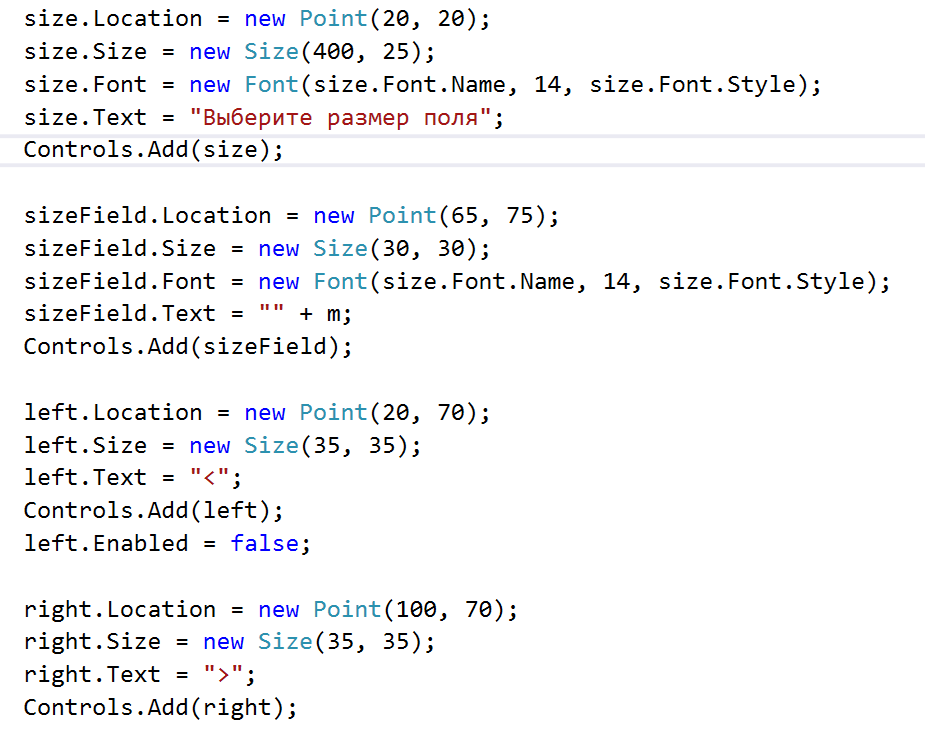 size.Location = new Point(20, 20);
size.Size = new Size(400, 25);
size.Font = new Font(size.Font.Name, 14, size.Font.Style);
size.Text = "Выберите размер поля";
Controls.Add(size);
sizeField.Location = new Point(65, 75);
sizeField.Size = new Size(30, 30);
sizeField.Font = new Font(size.Font.Name, 14, size.Font.Style);
sizeField.Text = "" + m;
Controls.Add(sizeField);
left.Location = new Point(20, 70);
left.Size = new Size(35, 35);
left.Text = "<";
Controls.Add(left);
left.Enabled = false;
right.Location = new Point(100, 70);
right.Size = new Size(35, 35);
right.Text = ">";
Controls.Add(right);